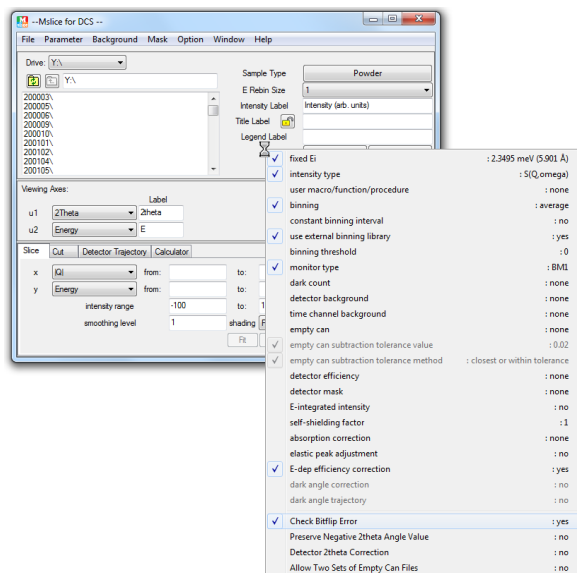 --Mslice for DCS --
File Parameter Background Mask Option Window Help
Drive: Y:\
Y:\
200003\
200005\
200006\
200009\
200010\
200101\
200102\
200104\
200105\
Sample Type Powder
E Rebin Size 1
Intensity Label Intensity (arb. units)
Title Label
Legend Label
Viewing Axes:
Label
u1 2Theta 2theta
u2 Energy E
Slice Cut Detector Trajectory Calculator
x |Q| from: to:
y Energy from: to:
intensity range -100 to: 1
smoothing level 1 shading F
Fit
fixed Ei : 2.3495 meV (5.901 Å)
intensity type : S(Q,omega)
user macro/function/procedure : none
binning : average
constant binning interval : no
use external binning library : yes
binning threshold : 0
monitor type : BM1
dark count : none
detector background : none
time channel background : none
empty can : none
empty can subtraction tolerance value : 0.02
empty can subtraction tolerance method : closest or within tolerance
detector efficiency : none
detector mask : none
E-integrated intensity : no
self-shielding factor : 1
absorption correction : none
elastic peak adjustment : no
E-dep efficiency correction : yes
dark angle correction : no
dark angle trajectory : no
Check Bitflip Error : yes
Preserve Negative 2theta Angle Value : no
Detector 2theta Correction : no
Allow Two Sets of Empty Can Files : no